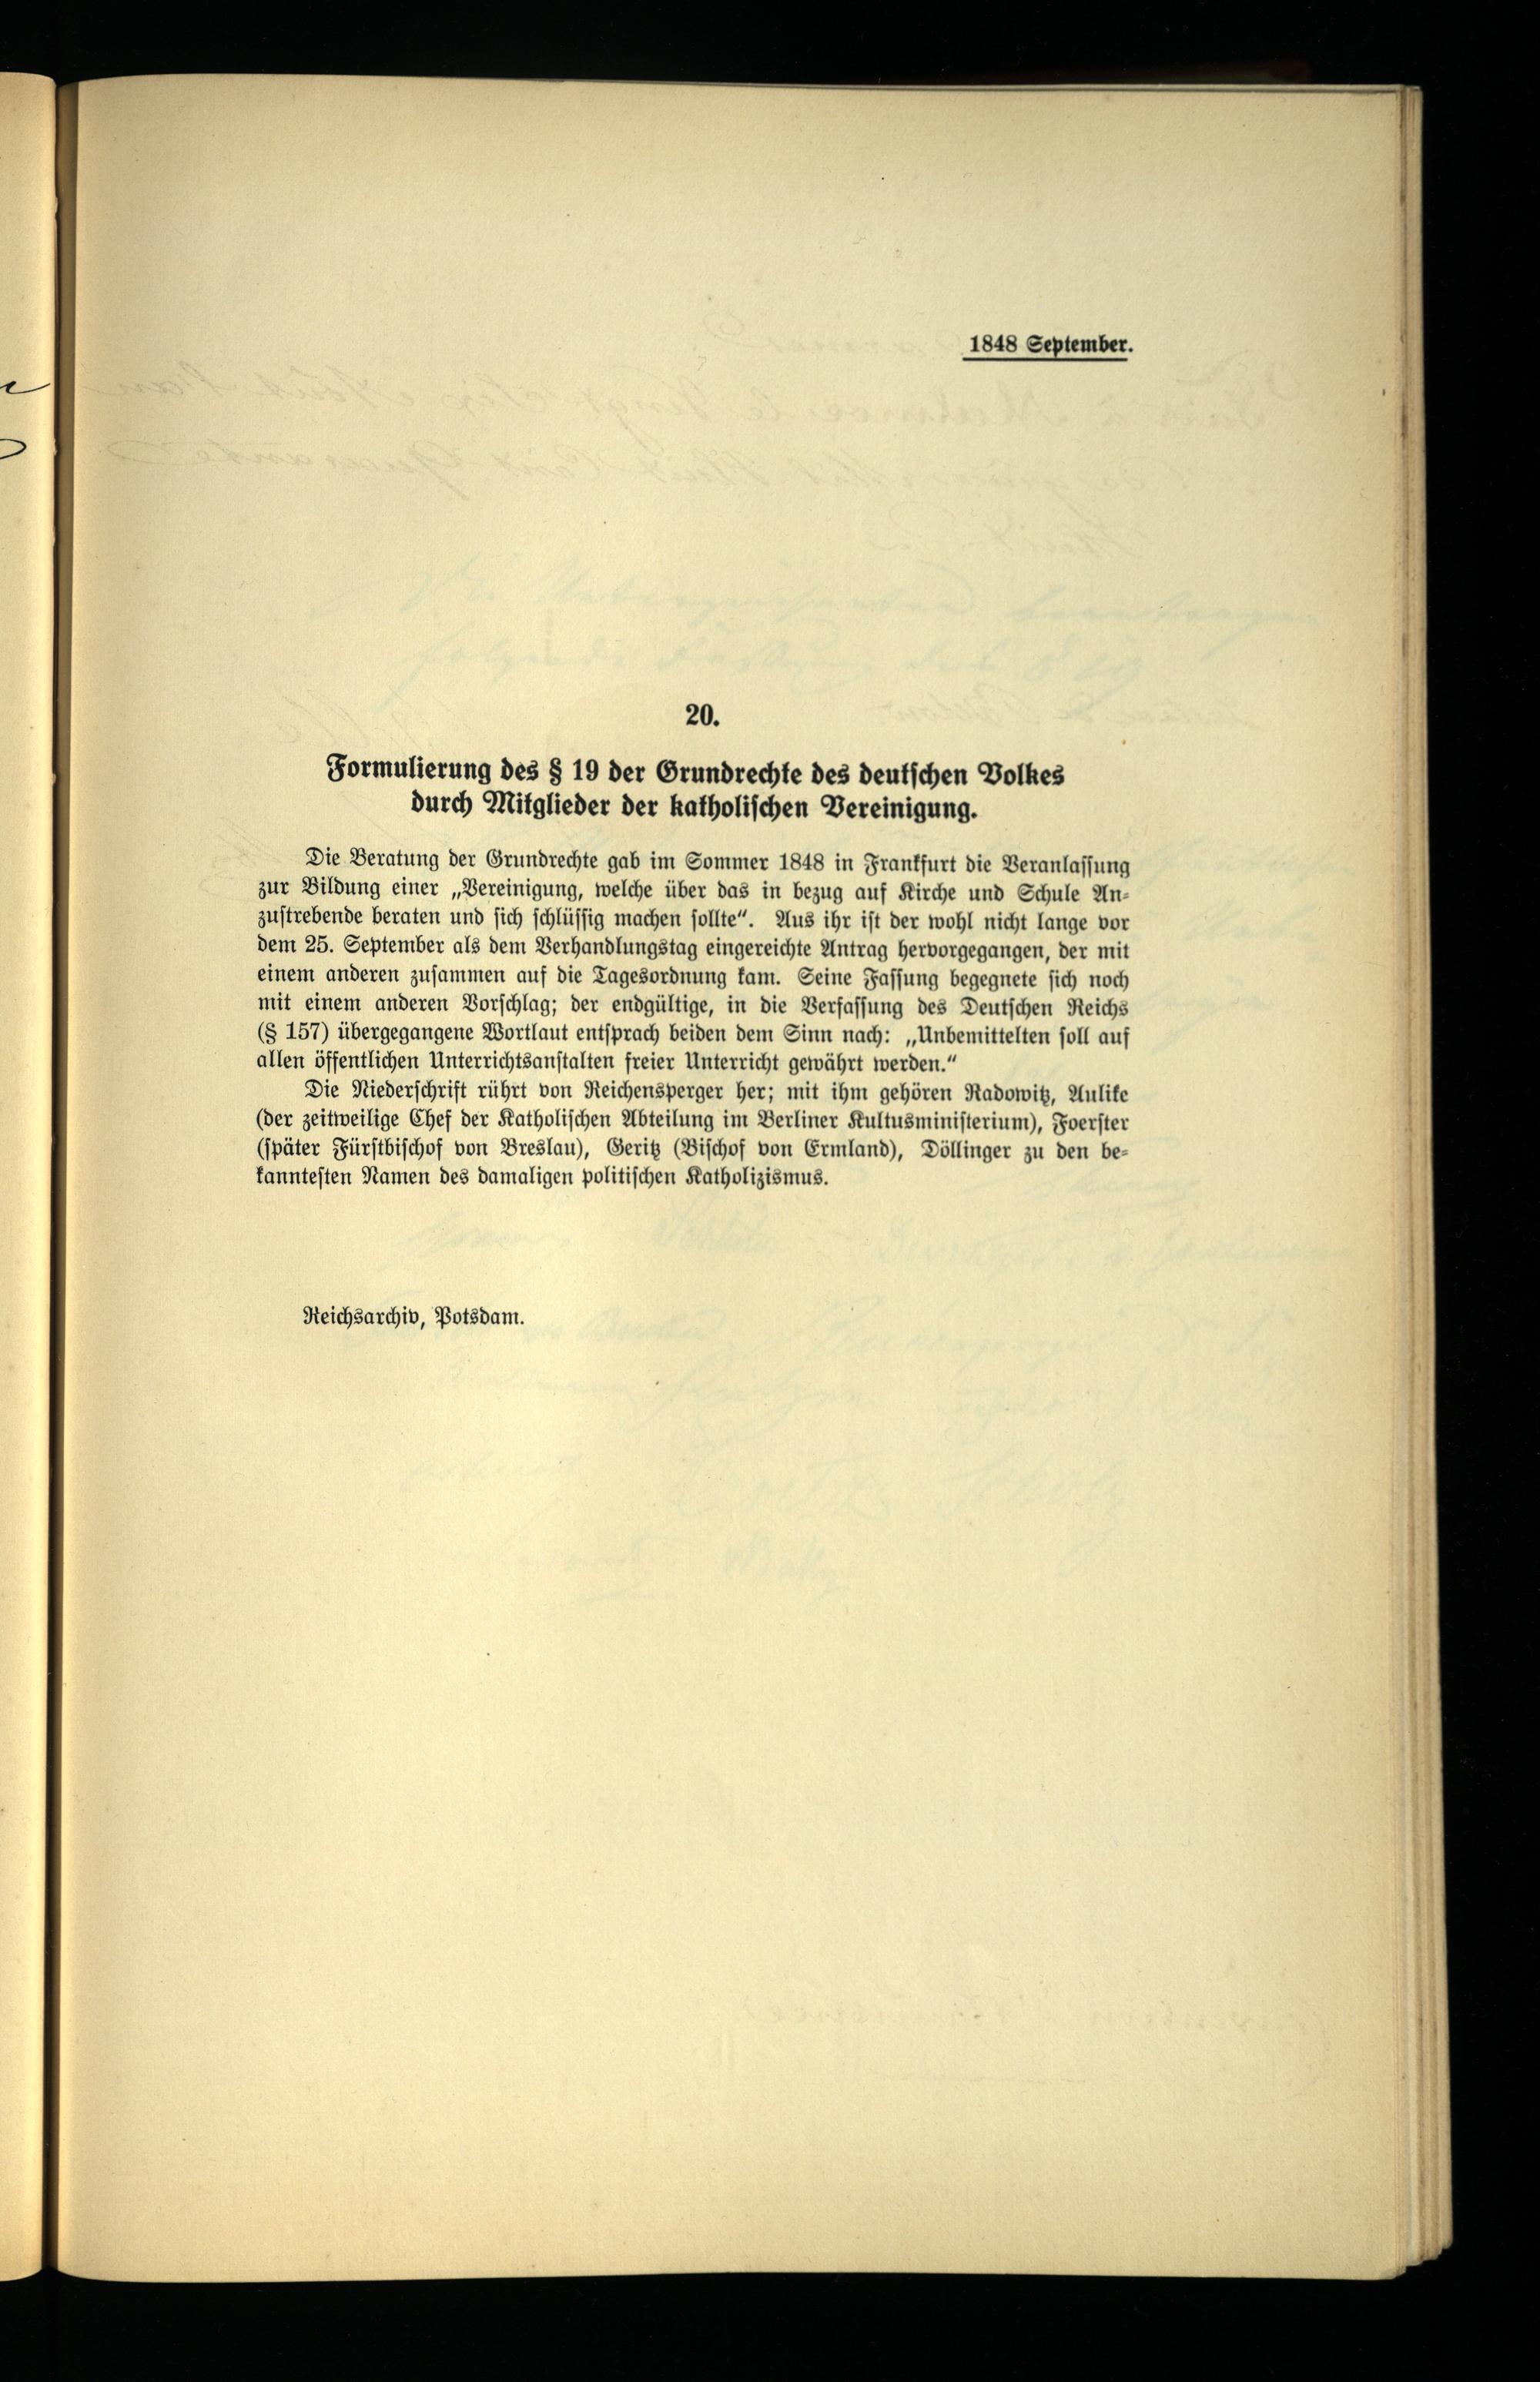 1848 September.
20.
Formulierung des § 19 der Grundrechte des deutschen Volkes
durch Mitglieder der katholischen Vereinigung.
Die Beratung der Grundrechte gab im Sommer 1848 in Frankfurt die Veranlassung
zur Bildung einer „Vereinigung, welche über das in bezug auf Kirche und Schule An-
zustrebende beraten und sich schlüssig machen sollte“. Aus ihr ist der wohl nicht lange vor
dem 25. September als dem Verhandlungstag eingereichte Antrag hervorgegangen, der mit
einem anderen zusammen auf die Tagesordnung kam. Seine Fassung begegnete sich noch
mit einem anderen Vorschlag; der endgültige, in die Verfassung des Deutschen Reichs
(§ 157) übergegangene Wortlaut entsprach beiden dem Sinn nach: „Unbemittelten soll auf
allen öffentlichen Unterrichtsanstalten freier Unterricht gewährt werden.“
Die Niederschrift rührt von Reichensperger her; mit ihm gehören Radowitz, Aulike
(der zeitweilige Chef der Katholischen Abteilung im Berliner Kultusministerium), Foerster
(später Fürstbischof von Breslau), Geritz (Bischof von Ermland), Döllinger zu den be-
kanntesten Namen des damaligen politischen Katholizismus.
Reichsarchiv, Potsdam.